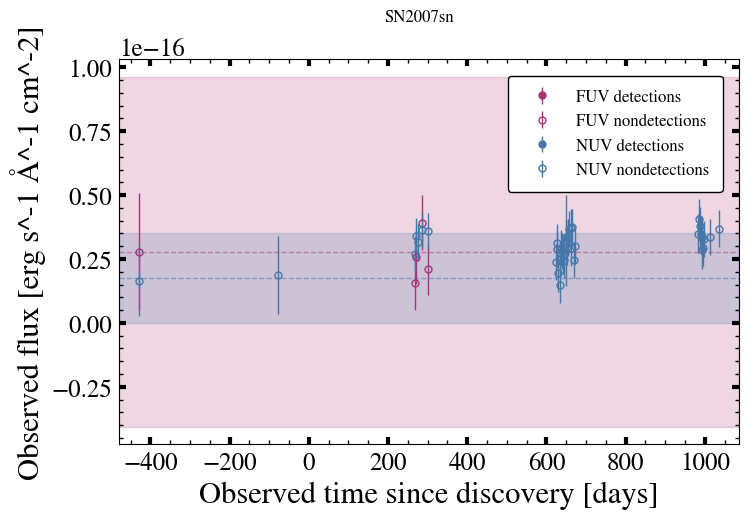 SN2007sn
1e−16
1.00
0.75
0.50
0.25
0.00
−0.25
Observed flux [erg s^-1 Å^-1 cm^-2]
FUV detections
FUV nondetections
NUV detections
NUV nondetections
−400 −200 0 200 400 600 800 1000
Observed time since discovery [days]